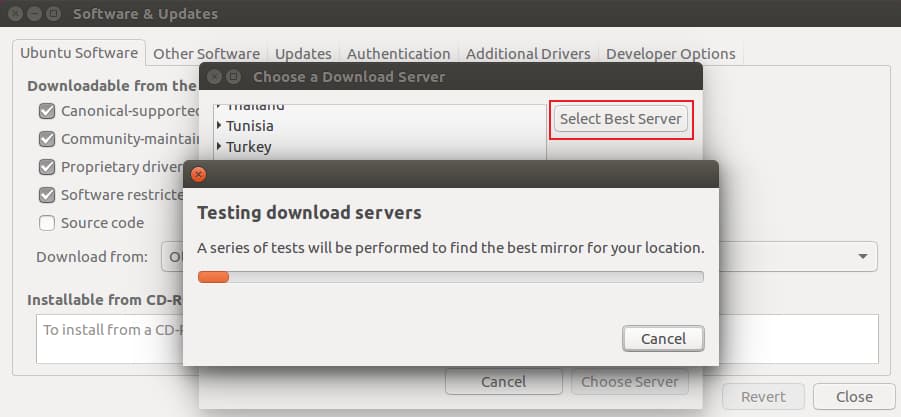 Software & Updates
Ubuntu Software Other Software Updates Authentication Additional Drivers Developer Options
Choose a Download Server
Downloadable from the
Canonical-supported
Thailand
Select Best Server
Tunisia
Community-maintain
Turkey
Proprietary driver
Software restricte
Source code
Testing download servers
A series of tests will be performed to find the best mirror for your location.
Download from:
Installable from CD-R
To install from a CD-R
Cancel
Cancel Choose Server
Revert Close